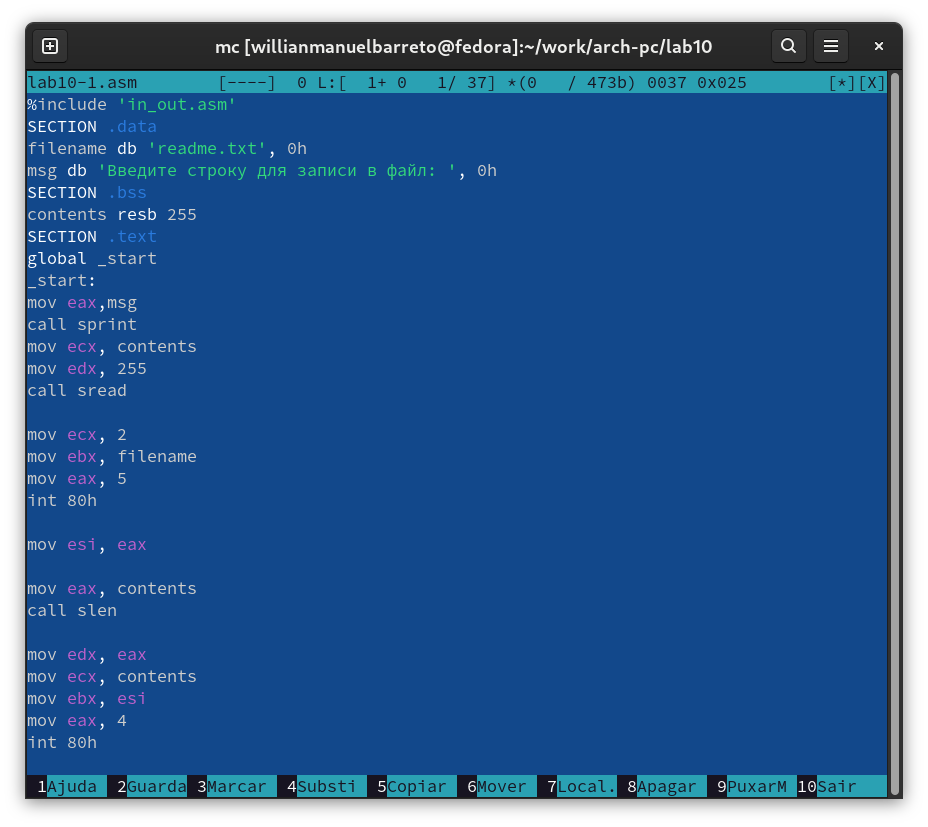 mc [willianmanuelbarreto@fedora]:~/work/arch-pc/lab10
lab10-1.asm        [----]  0 L:[  1+ 0   1/ 37] *(0   / 473b) 0037 0x025        [*][X]
%include 'in_out.asm'
SECTION .data
filename db 'readme.txt', 0h
msg db 'Введите строку для записи в файл: ', 0h
SECTION .bss
contents resb 255
SECTION .text
global _start
_start:
mov eax,msg
call sprint
mov ecx, contents
mov edx, 255
call sread
mov ecx, 2
mov ebx, filename
mov eax, 5
int 80h
mov esi, eax
mov eax, contents
call slen
mov edx, eax
mov ecx, contents
mov ebx, esi
mov eax, 4
int 80h
1Ajuda 2Guarda 3Marcar 4Substi 5Copiar 6Mover 7Local. 8Apagar 9PuxarM 10Sair